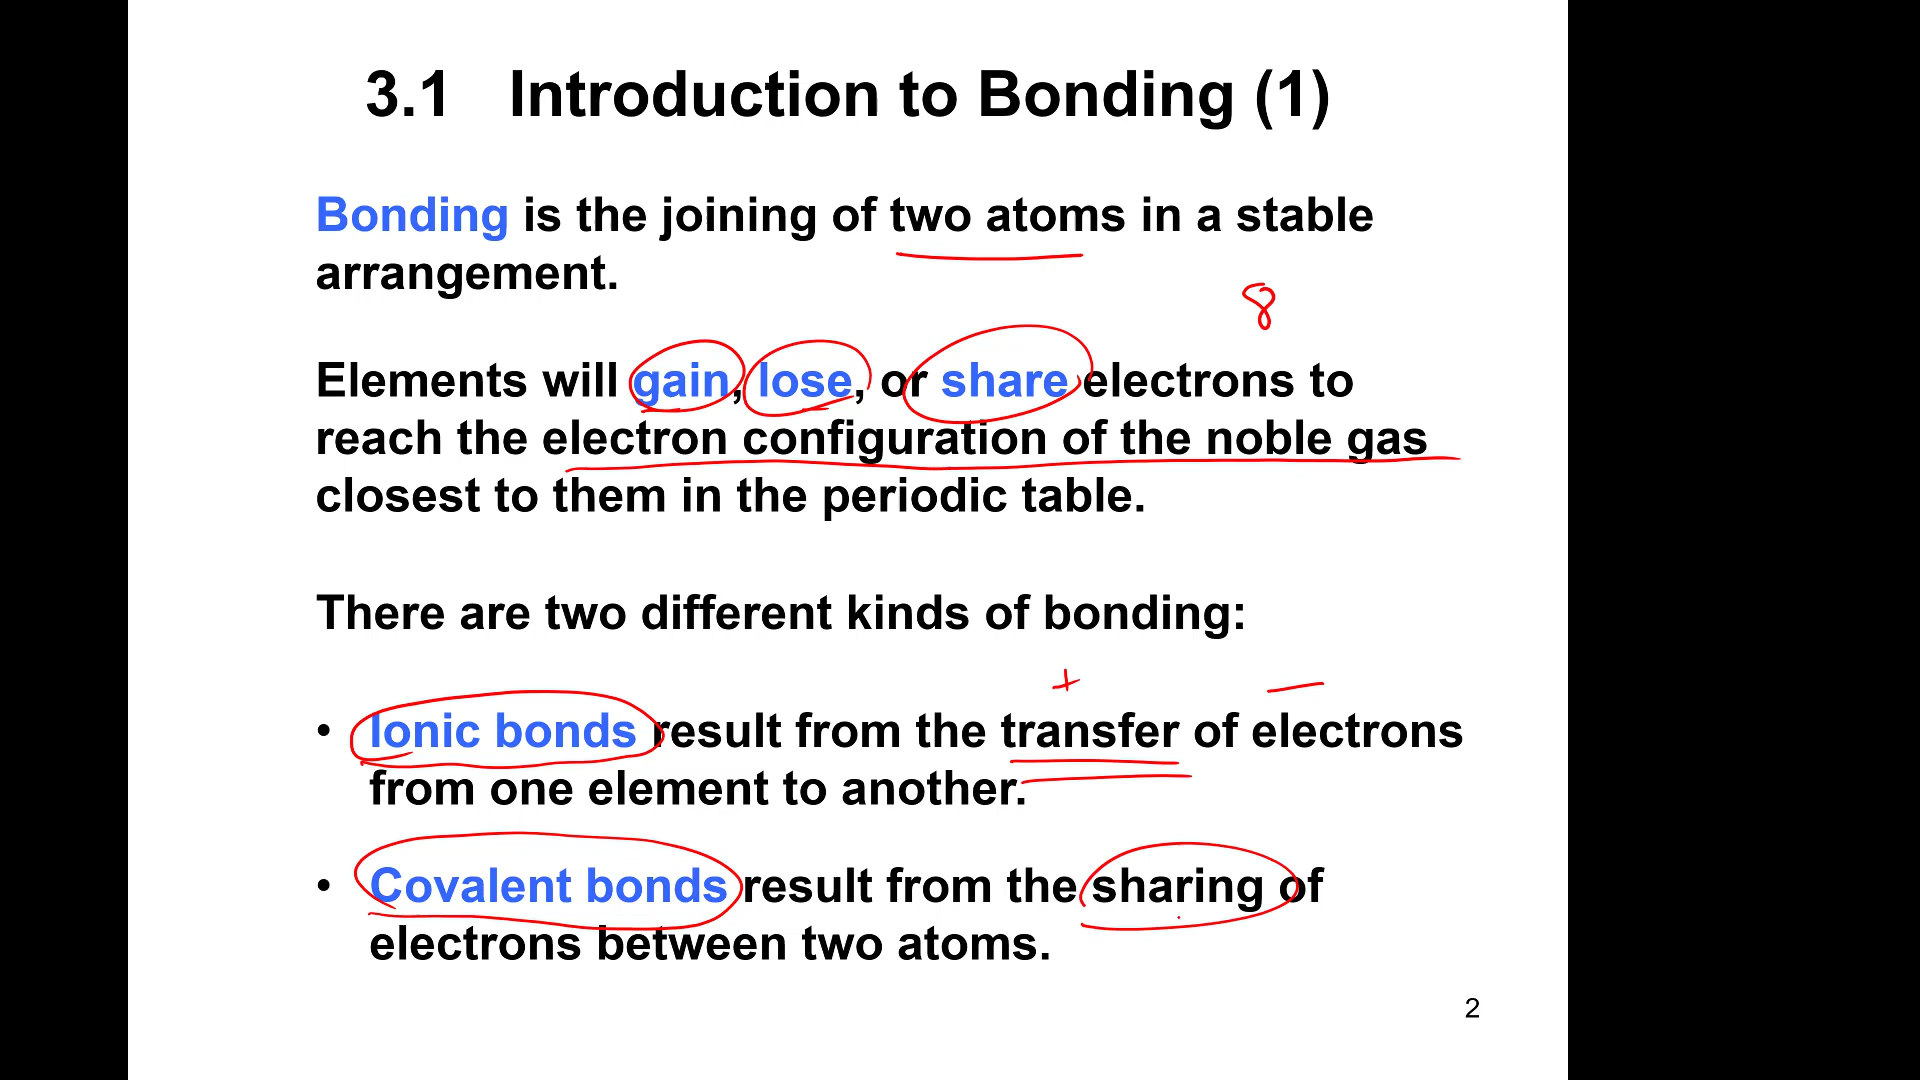 3.1 Introduction to Bonding (1)
Bonding is the joining of two atoms in a stable
arrangement.
8
Elements will gain, lose, or share electrons to
reach the electron configuration of the noble gas
closest to them in the periodic table.
There are two different kinds of bonding:
+ −
• Ionic bonds result from the transfer of electrons
from one element to another.
• Covalent bonds result from the sharing of
electrons between two atoms.
2